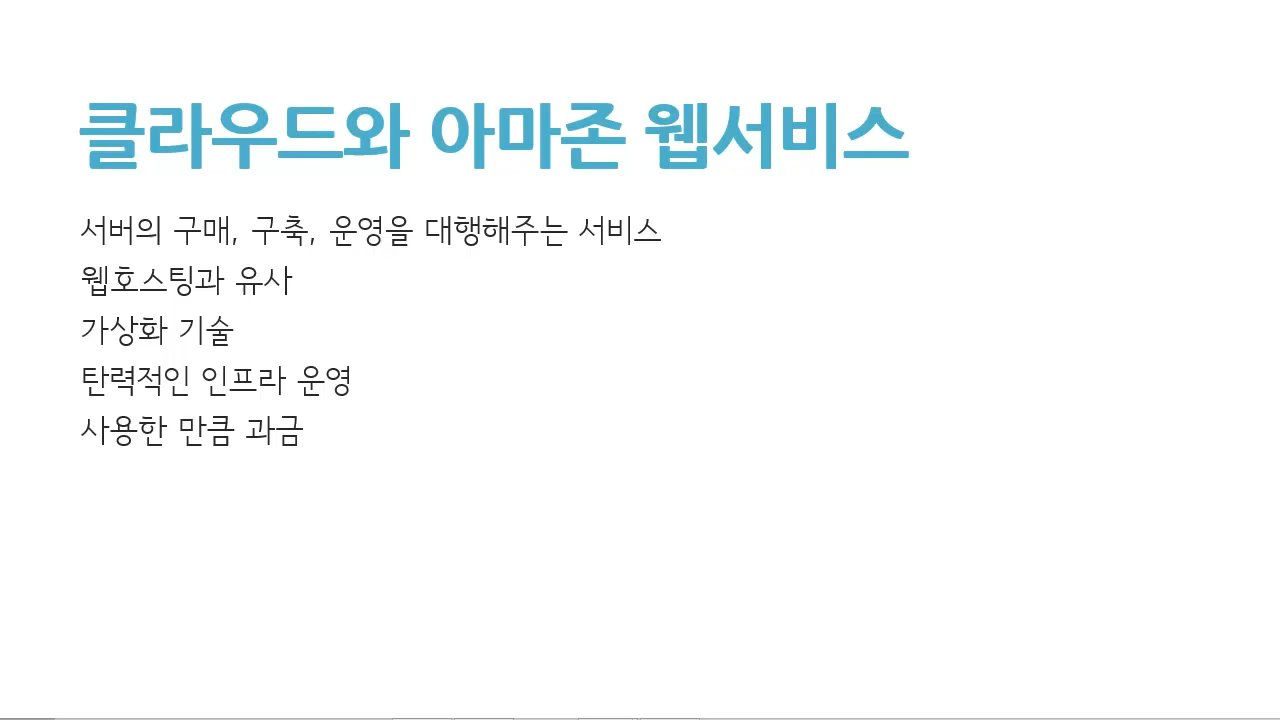 클라우드와 아마존 웹서비스
서버의 구매, 구축, 운영을 대행해주는 서비스
웹호스팅과 유사
가상화 기술
탄력적인 인프라 운영
사용한 만큼 과금